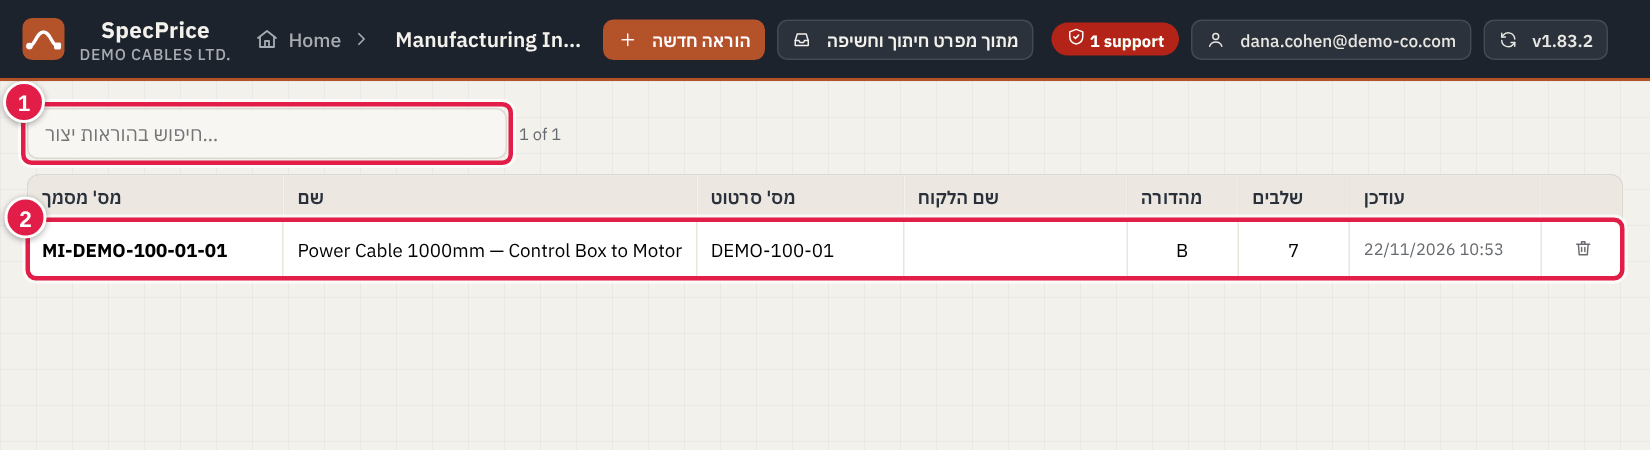 SpecPrice
DEMO CABLES LTD.
Home
Manufacturing In...
+ הוראה חדשה
מתוך מפרט חיתוך וחשיפה
1 support
dana.cohen@demo-co.com
v1.83.2
1
חיפוש בהוראות יצור...
1 of 1
מס' מסמך שם מס' סרטוט שם הלקוח מהדורה שלבים עודכן
2
MI-DEMO-100-01-01 Power Cable 1000mm — Control Box to Motor DEMO-100-01 B 7 22/11/2026 10:53